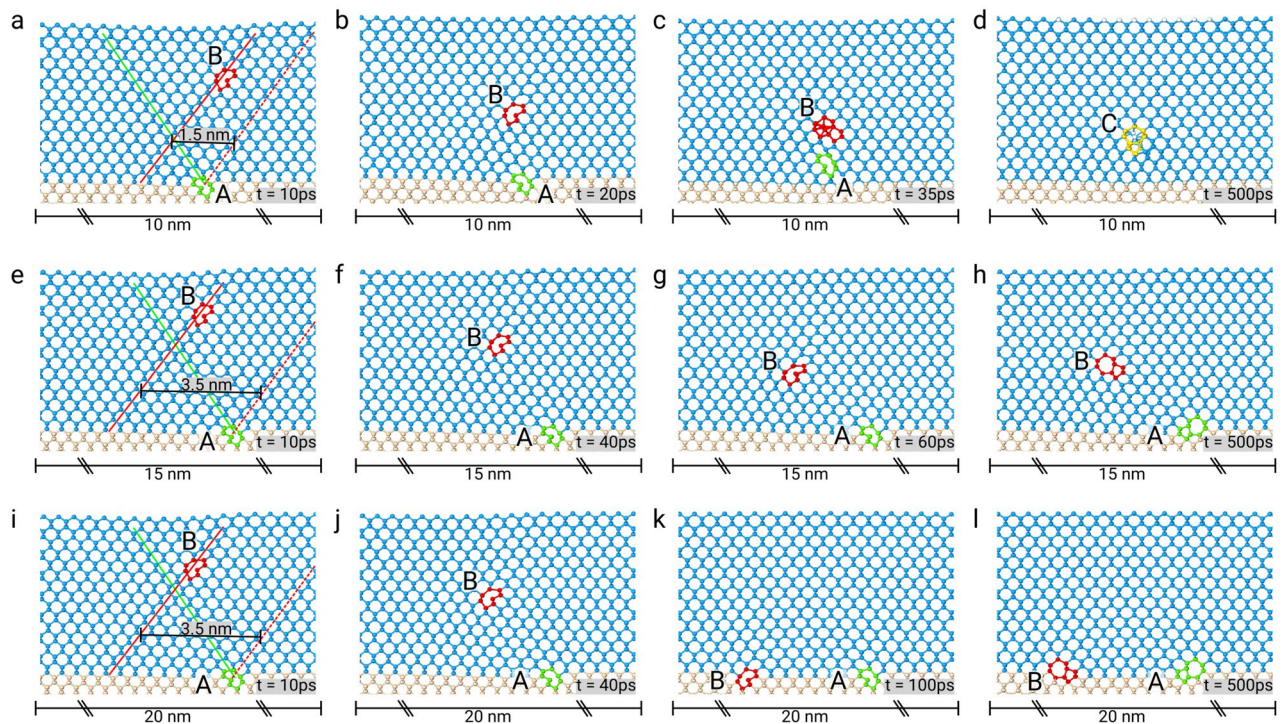 a
B
1.5 nm
A
t = 10ps
10 nm
b
B
A
t = 20ps
10 nm
c
B
A
t = 35ps
10 nm
d
C
t = 500ps
10 nm
e
B
3.5 nm
A
t = 10ps
15 nm
f
B
A
t = 40ps
15 nm
g
B
A
t = 60ps
15 nm
h
B
A
t = 500ps
15 nm
i
B
3.5 nm
A
t = 10ps
20 nm
j
B
A
t = 40ps
20 nm
k
B
A
t = 100ps
20 nm
l
B
A
t = 500ps
20 nm